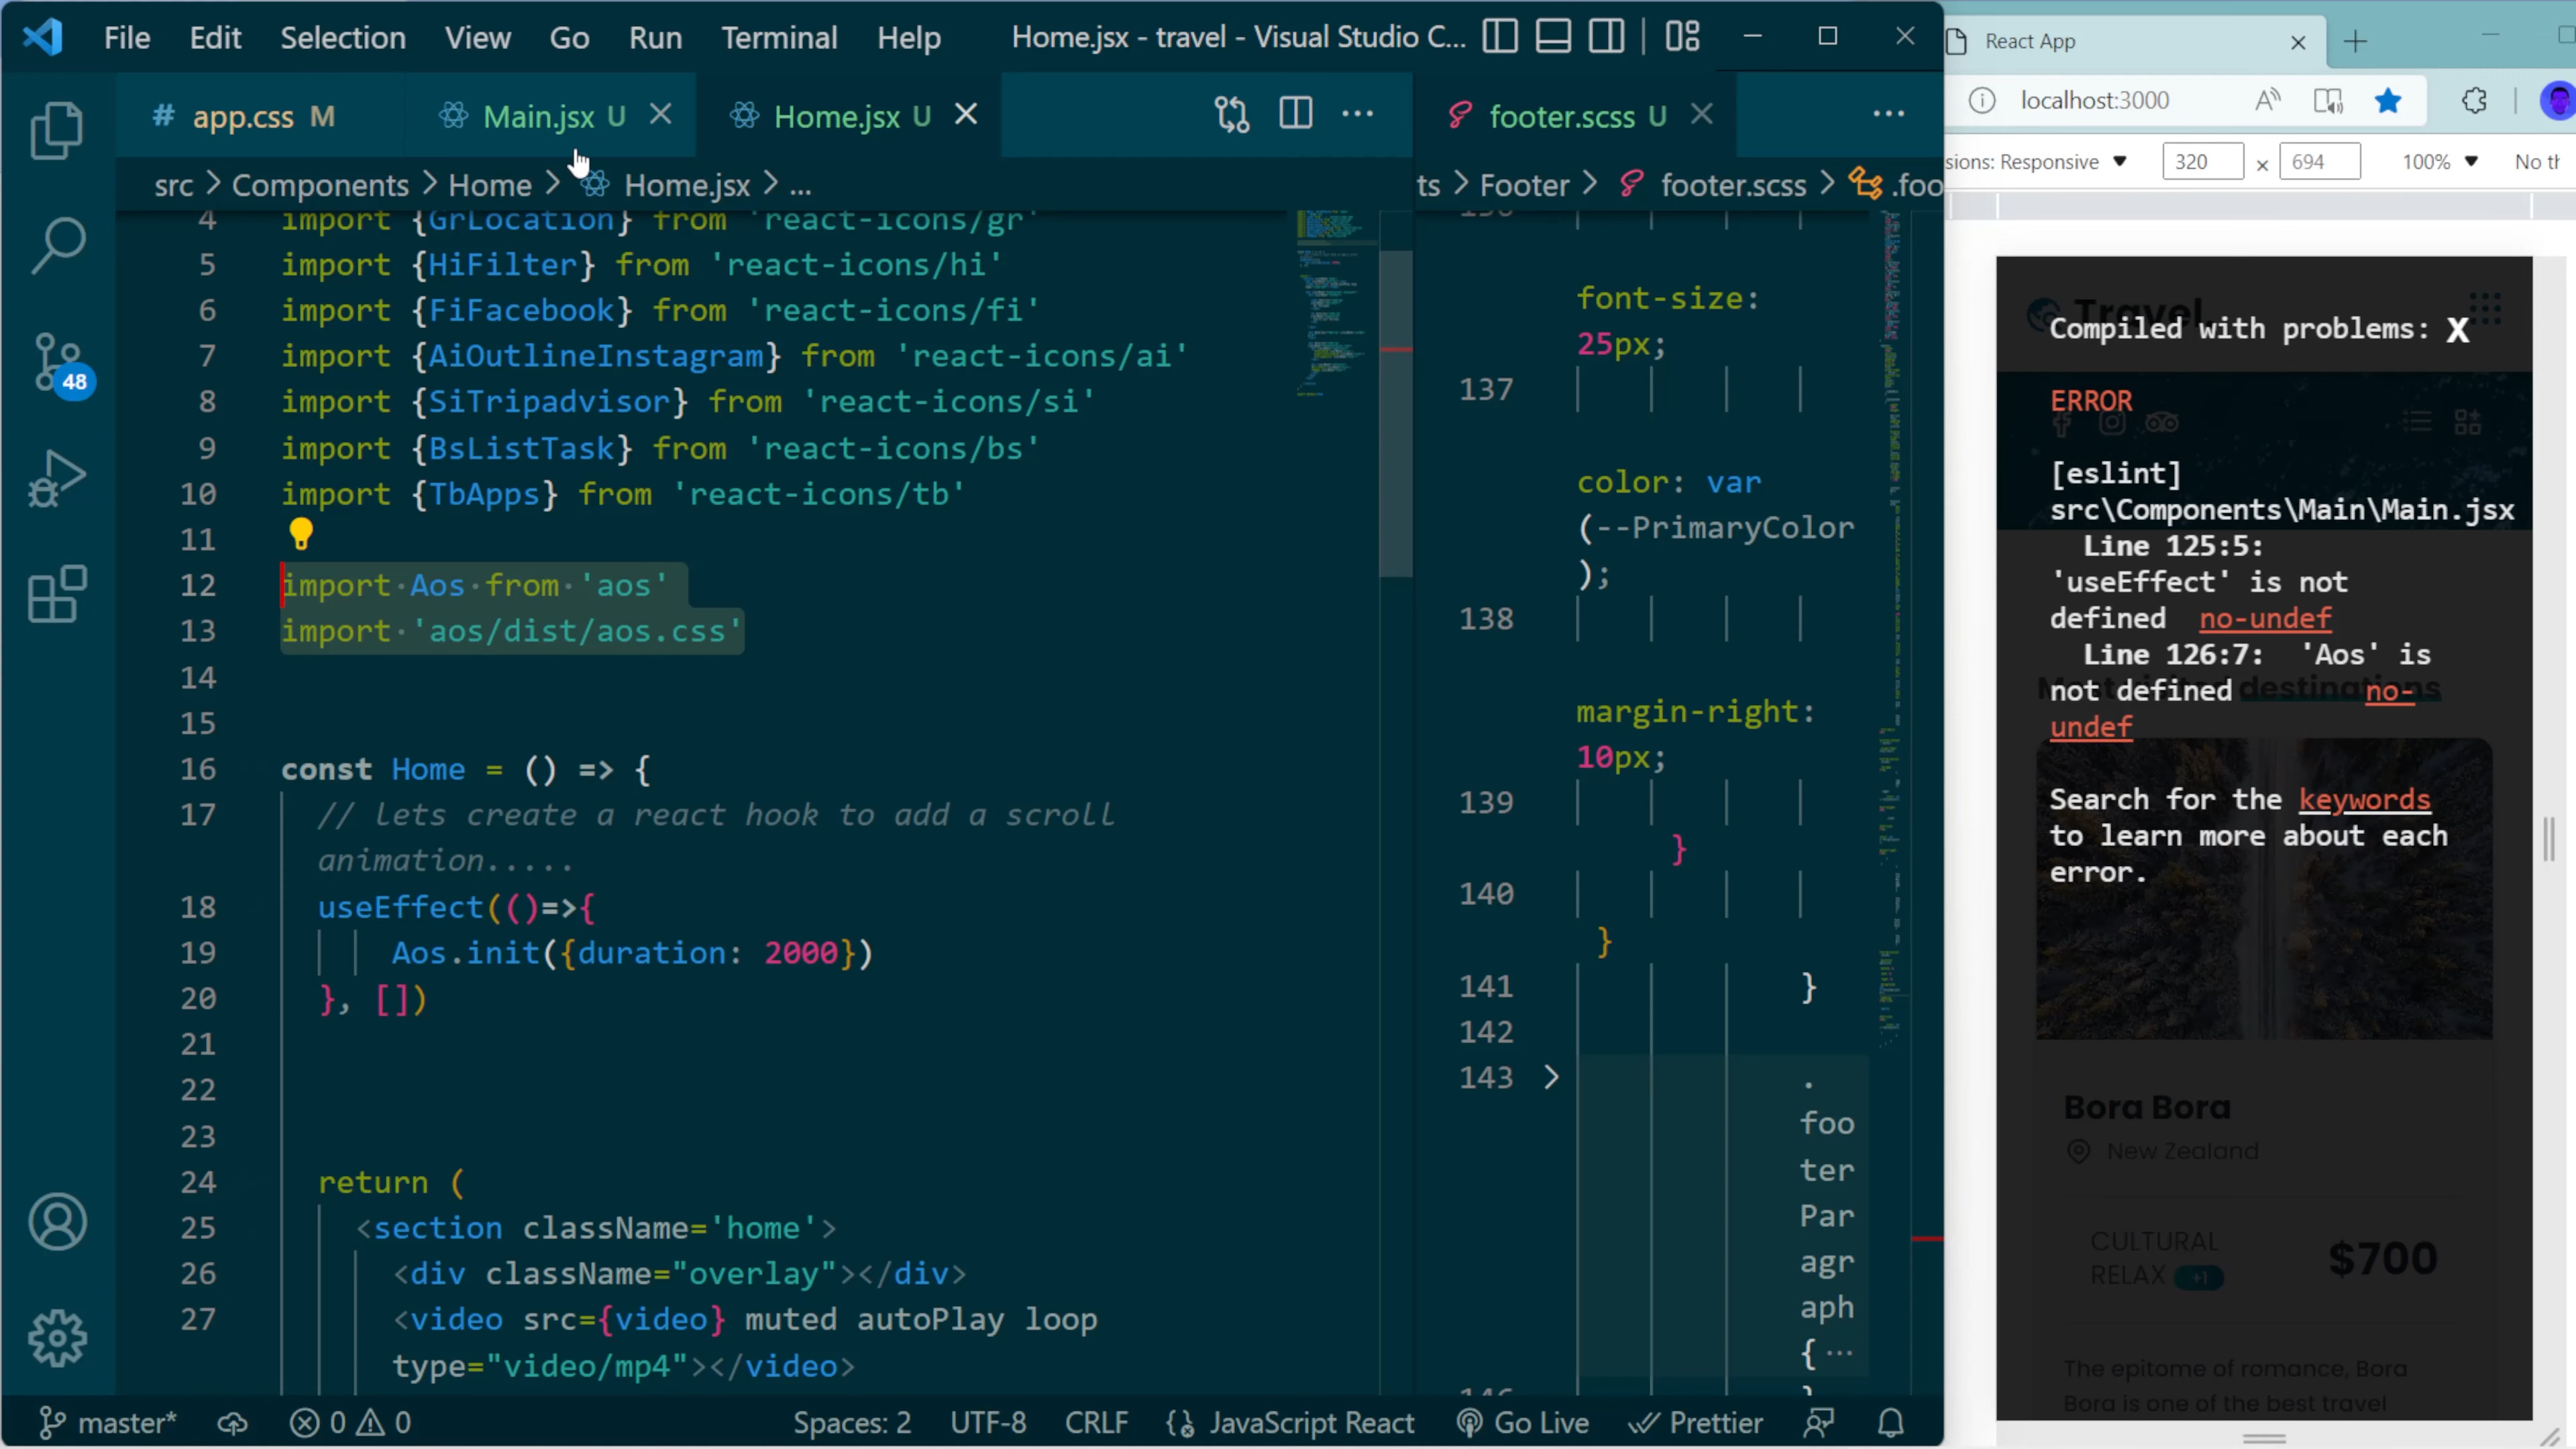 File Edit Selection View Go Run Terminal Help Home.jsx - travel - Visual Studio C...
# app.css M Main.jsx U Home.jsx U
src > Components > Home > Home.jsx > ...
4 import {GrLocation} from 'react-icons/gr'
5 import {HiFilter} from 'react-icons/hi'
6 import {FiFacebook} from 'react-icons/fi'
7 import {AiOutlineInstagram} from 'react-icons/ai'
8 import {SiTripadvisor} from 'react-icons/si'
9 import {BsListTask} from 'react-icons/bs'
10 import {TbApps} from 'react-icons/tb'
11
12 import Aos from 'aos'
13 import 'aos/dist/aos.css'
14
15
16 const Home = () => {
17 // lets create a react hook to add a scroll
animation.....
18 useEffect(()=>{
19 Aos.init({duration: 2000})
20 }, [])
21
22
23
24 return (
25 <section className='home'>
26 <div className="overlay"></div>
27 <video src={video} muted autoPlay loop
type="video/mp4"></video>
48
footer.scss U
ts > Footer > footer.scss > .foo
font-size:
25px;
137
color: var
(--PrimaryColor
);
138
margin-right:
10px;
139
}
140
}
141 }
142
143 > .
foo
ter
Par
agr
aph
{ ...
master* 0 0 Spaces: 2 UTF-8 CRLF JavaScript React Go Live Prettier
React App
localhost:3000
sions: Responsive 320 × 694 100% No th
Travel.
Compiled with problems: X
ERROR
[eslint]
src\Components\Main\Main.jsx
Line 125:5:
'useEffect' is not
defined no-undef
Line 126:7: 'Aos' is
not defined no-
undef
destinations
Search for the keywords
to learn more about each
error.
Bora Bora
New Zealand
CULTURAL
RELAX +1
$700
The epitome of romance, Bora
Bora is one of the best travel